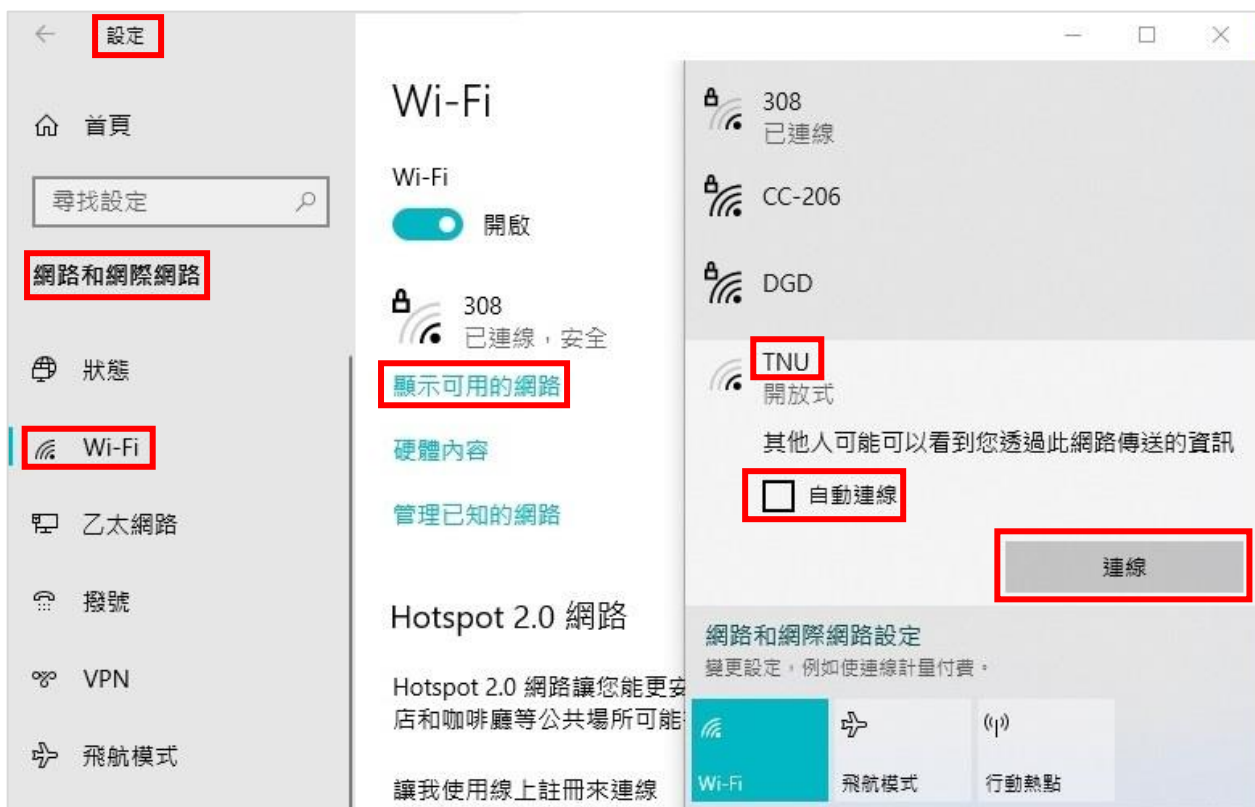 設定
首頁
尋找設定
網路和網際網路
狀態
Wi-Fi
乙太網路
撥號
VPN
飛航模式
Wi-Fi
Wi-Fi
開啟
308
已連線，安全
顯示可用的網路
硬體內容
管理已知的網路
Hotspot 2.0 網路
Hotspot 2.0 網路讓您能更安
店和咖啡廳等公共場所可能
讓我使用線上註冊來連線
308
已連線
CC-206
DGD
TNU
開放式
其他人可能可以看到您透過此網路傳送的資訊
自動連線
連線
網路和網際網路設定
變更設定，例如使連線計量付費。
Wi-Fi
飛航模式
行動熱點